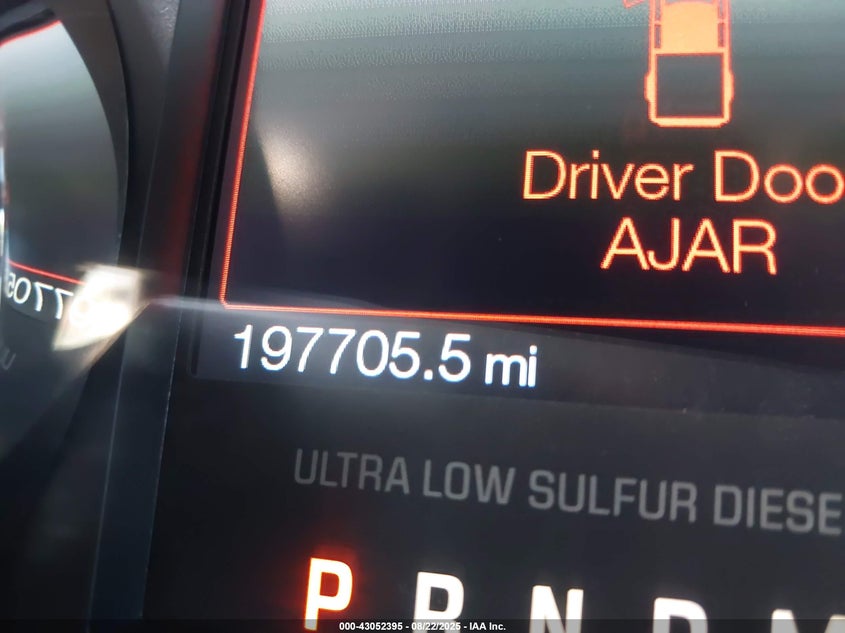 Driver Doo
AJAR
197705.5 mi
ULTRA LOW SULFUR DIESE
P R N D M
000-43052395 - 08/22/2025 - IAA Inc.